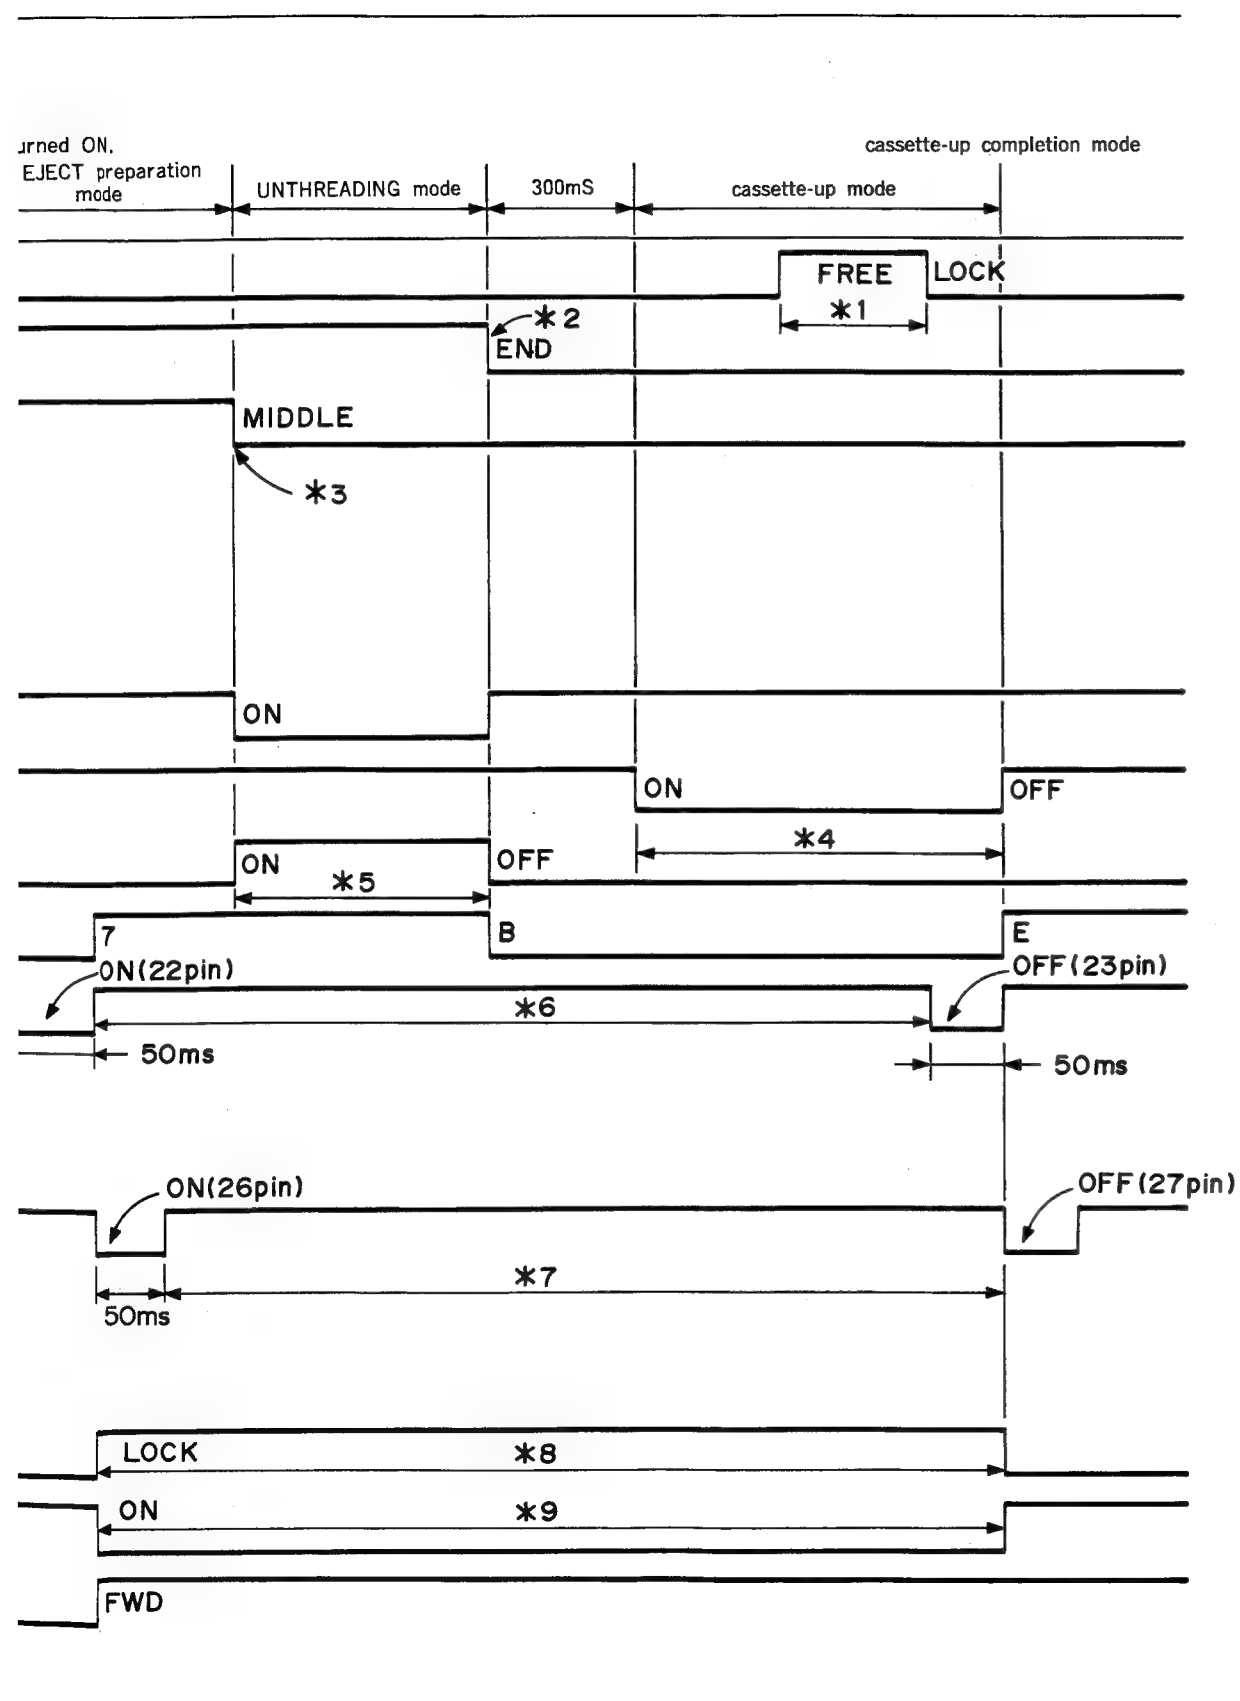 urned ON.
cassette-up completion mode
EJECT preparation
mode
UNTHREADING mode
300mS
cassette-up mode
FREE
LOCK
*1
*2
END
MIDDLE
*3
ON
ON
OFF
*4
ON
OFF
*5
7
B
E
ON(22pin)
OFF(23pin)
*6
50ms
50ms
ON(26pin)
OFF(27pin)
*7
50ms
LOCK
*8
ON
*9
FWD